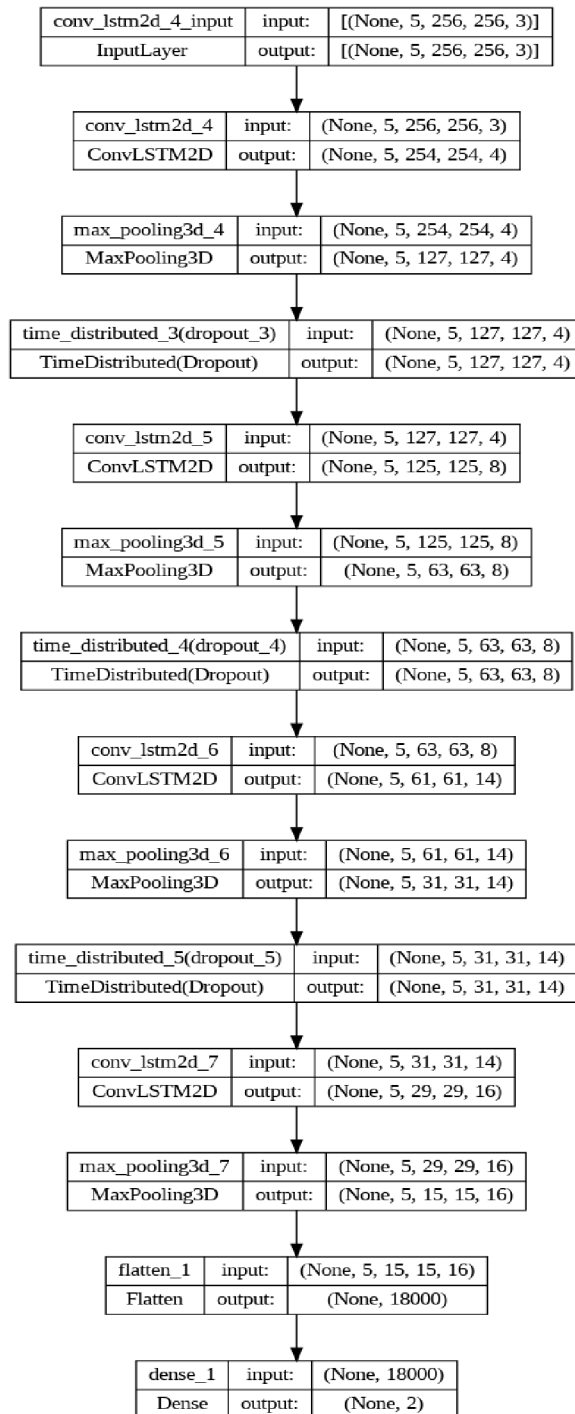 conv_lstm2d_4_input input: [(None, 5, 256, 256, 3)]
InputLayer output: [(None, 5, 256, 256, 3)]
conv_lstm2d_4 input: (None, 5, 256, 256, 3)
ConvLSTM2D output: (None, 5, 254, 254, 4)
max_pooling3d_4 input: (None, 5, 254, 254, 4)
MaxPooling3D output: (None, 5, 127, 127, 4)
time_distributed_3(dropout_3) input: (None, 5, 127, 127, 4)
TimeDistributed(Dropout) output: (None, 5, 127, 127, 4)
conv_lstm2d_5 input: (None, 5, 127, 127, 4)
ConvLSTM2D output: (None, 5, 125, 125, 8)
max_pooling3d_5 input: (None, 5, 125, 125, 8)
MaxPooling3D output: (None, 5, 63, 63, 8)
time_distributed_4(dropout_4) input: (None, 5, 63, 63, 8)
TimeDistributed(Dropout) output: (None, 5, 63, 63, 8)
conv_lstm2d_6 input: (None, 5, 63, 63, 8)
ConvLSTM2D output: (None, 5, 61, 61, 14)
max_pooling3d_6 input: (None, 5, 61, 61, 14)
MaxPooling3D output: (None, 5, 31, 31, 14)
time_distributed_5(dropout_5) input: (None, 5, 31, 31, 14)
TimeDistributed(Dropout) output: (None, 5, 31, 31, 14)
conv_lstm2d_7 input: (None, 5, 31, 31, 14)
ConvLSTM2D output: (None, 5, 29, 29, 16)
max_pooling3d_7 input: (None, 5, 29, 29, 16)
MaxPooling3D output: (None, 5, 15, 15, 16)
flatten_1 input: (None, 5, 15, 15, 16)
Flatten output: (None, 18000)
dense_1 input: (None, 18000)
Dense output: (None, 2)